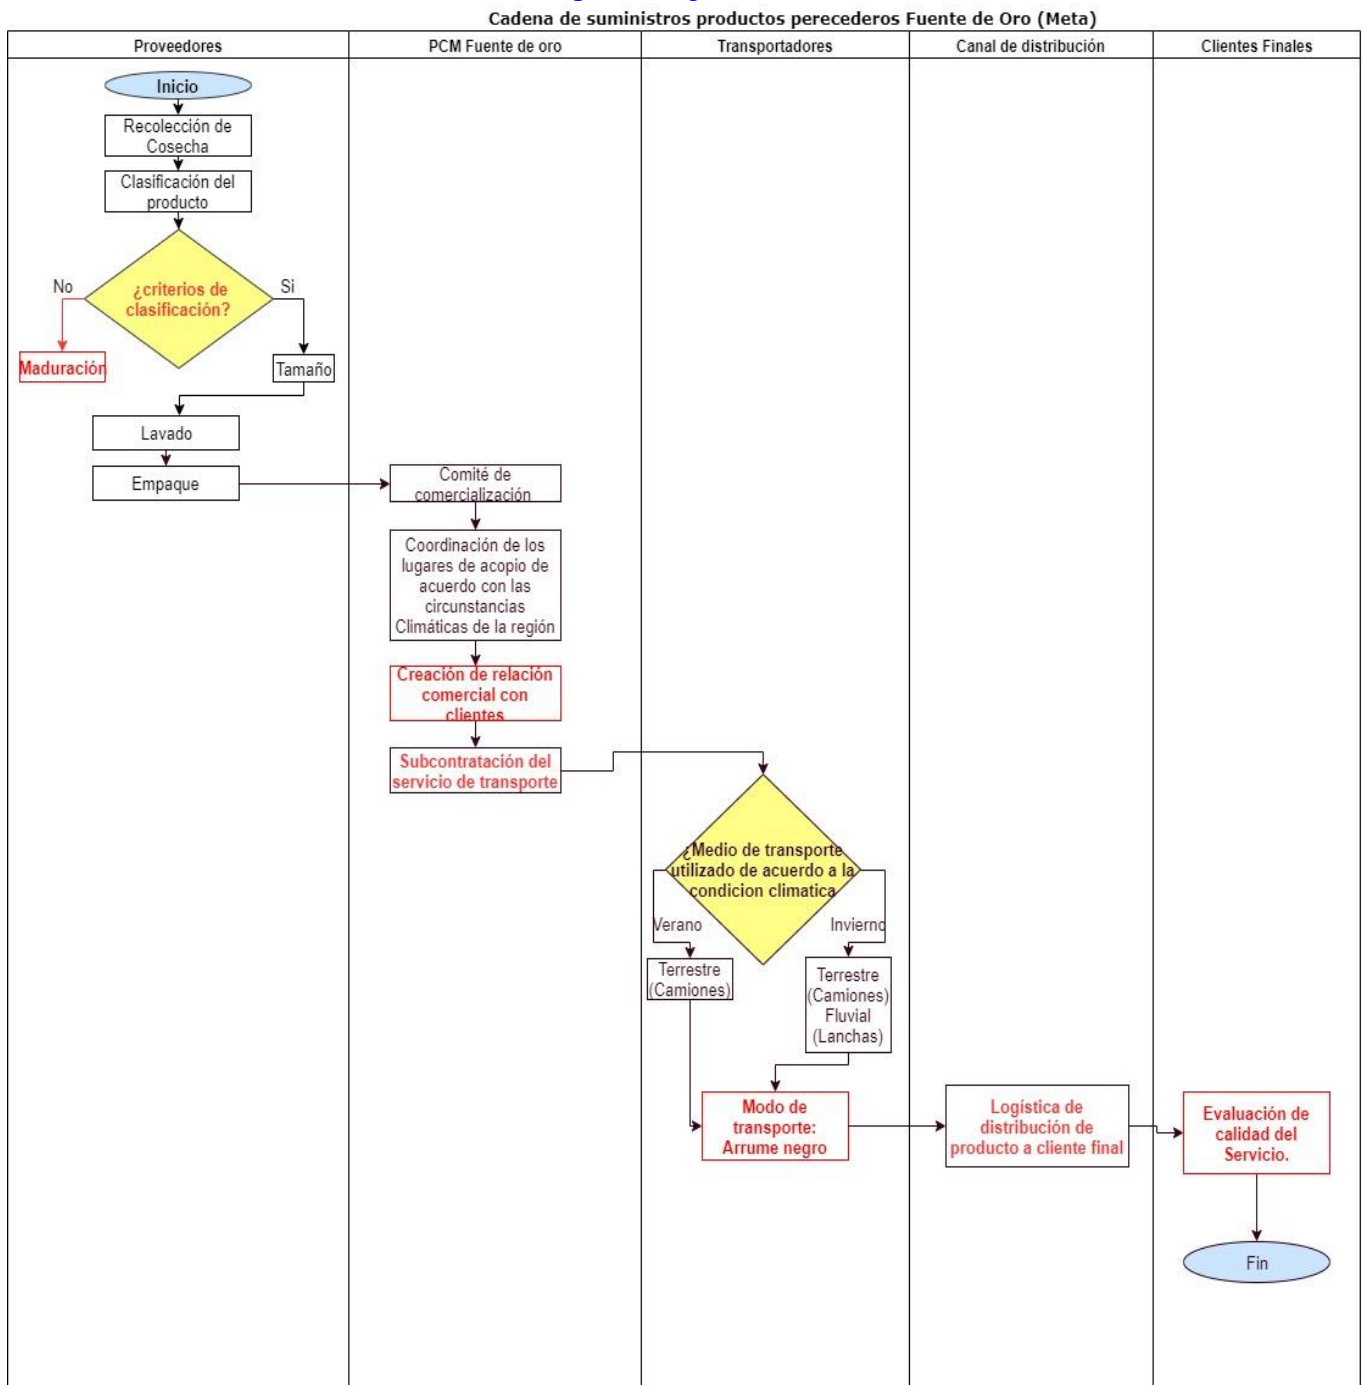 Cadena de suministros productos perecederos Fuente de Oro (Meta)
Proveedores
PCM Fuente de oro
Transportadores
Canal de distribución
Clientes Finales
Inicio
Recolección de
Cosecha
Clasificación del
producto
¿criterios de
clasificación?
No
Si
Maduración
Tamaño
Lavado
Empaque
Comité de
comercialización
Coordinación de los
lugares de acopio de
acuerdo con las
circunstancias
Climáticas de la región
Creación de relación
comercial con
clientes
Subcontratación del
servicio de transporte
¿Medio de transporte
utilizado de acuerdo a la
condicion climatica
Verano
Invierno
Terrestre
(Camiones)
Terrestre
(Camiones)
Fluvial
(Lanchas)
Modo de
transporte:
Arrume negro
Logística de
distribución de
producto a cliente final
Evaluación de
calidad del
Servicio.
Fin